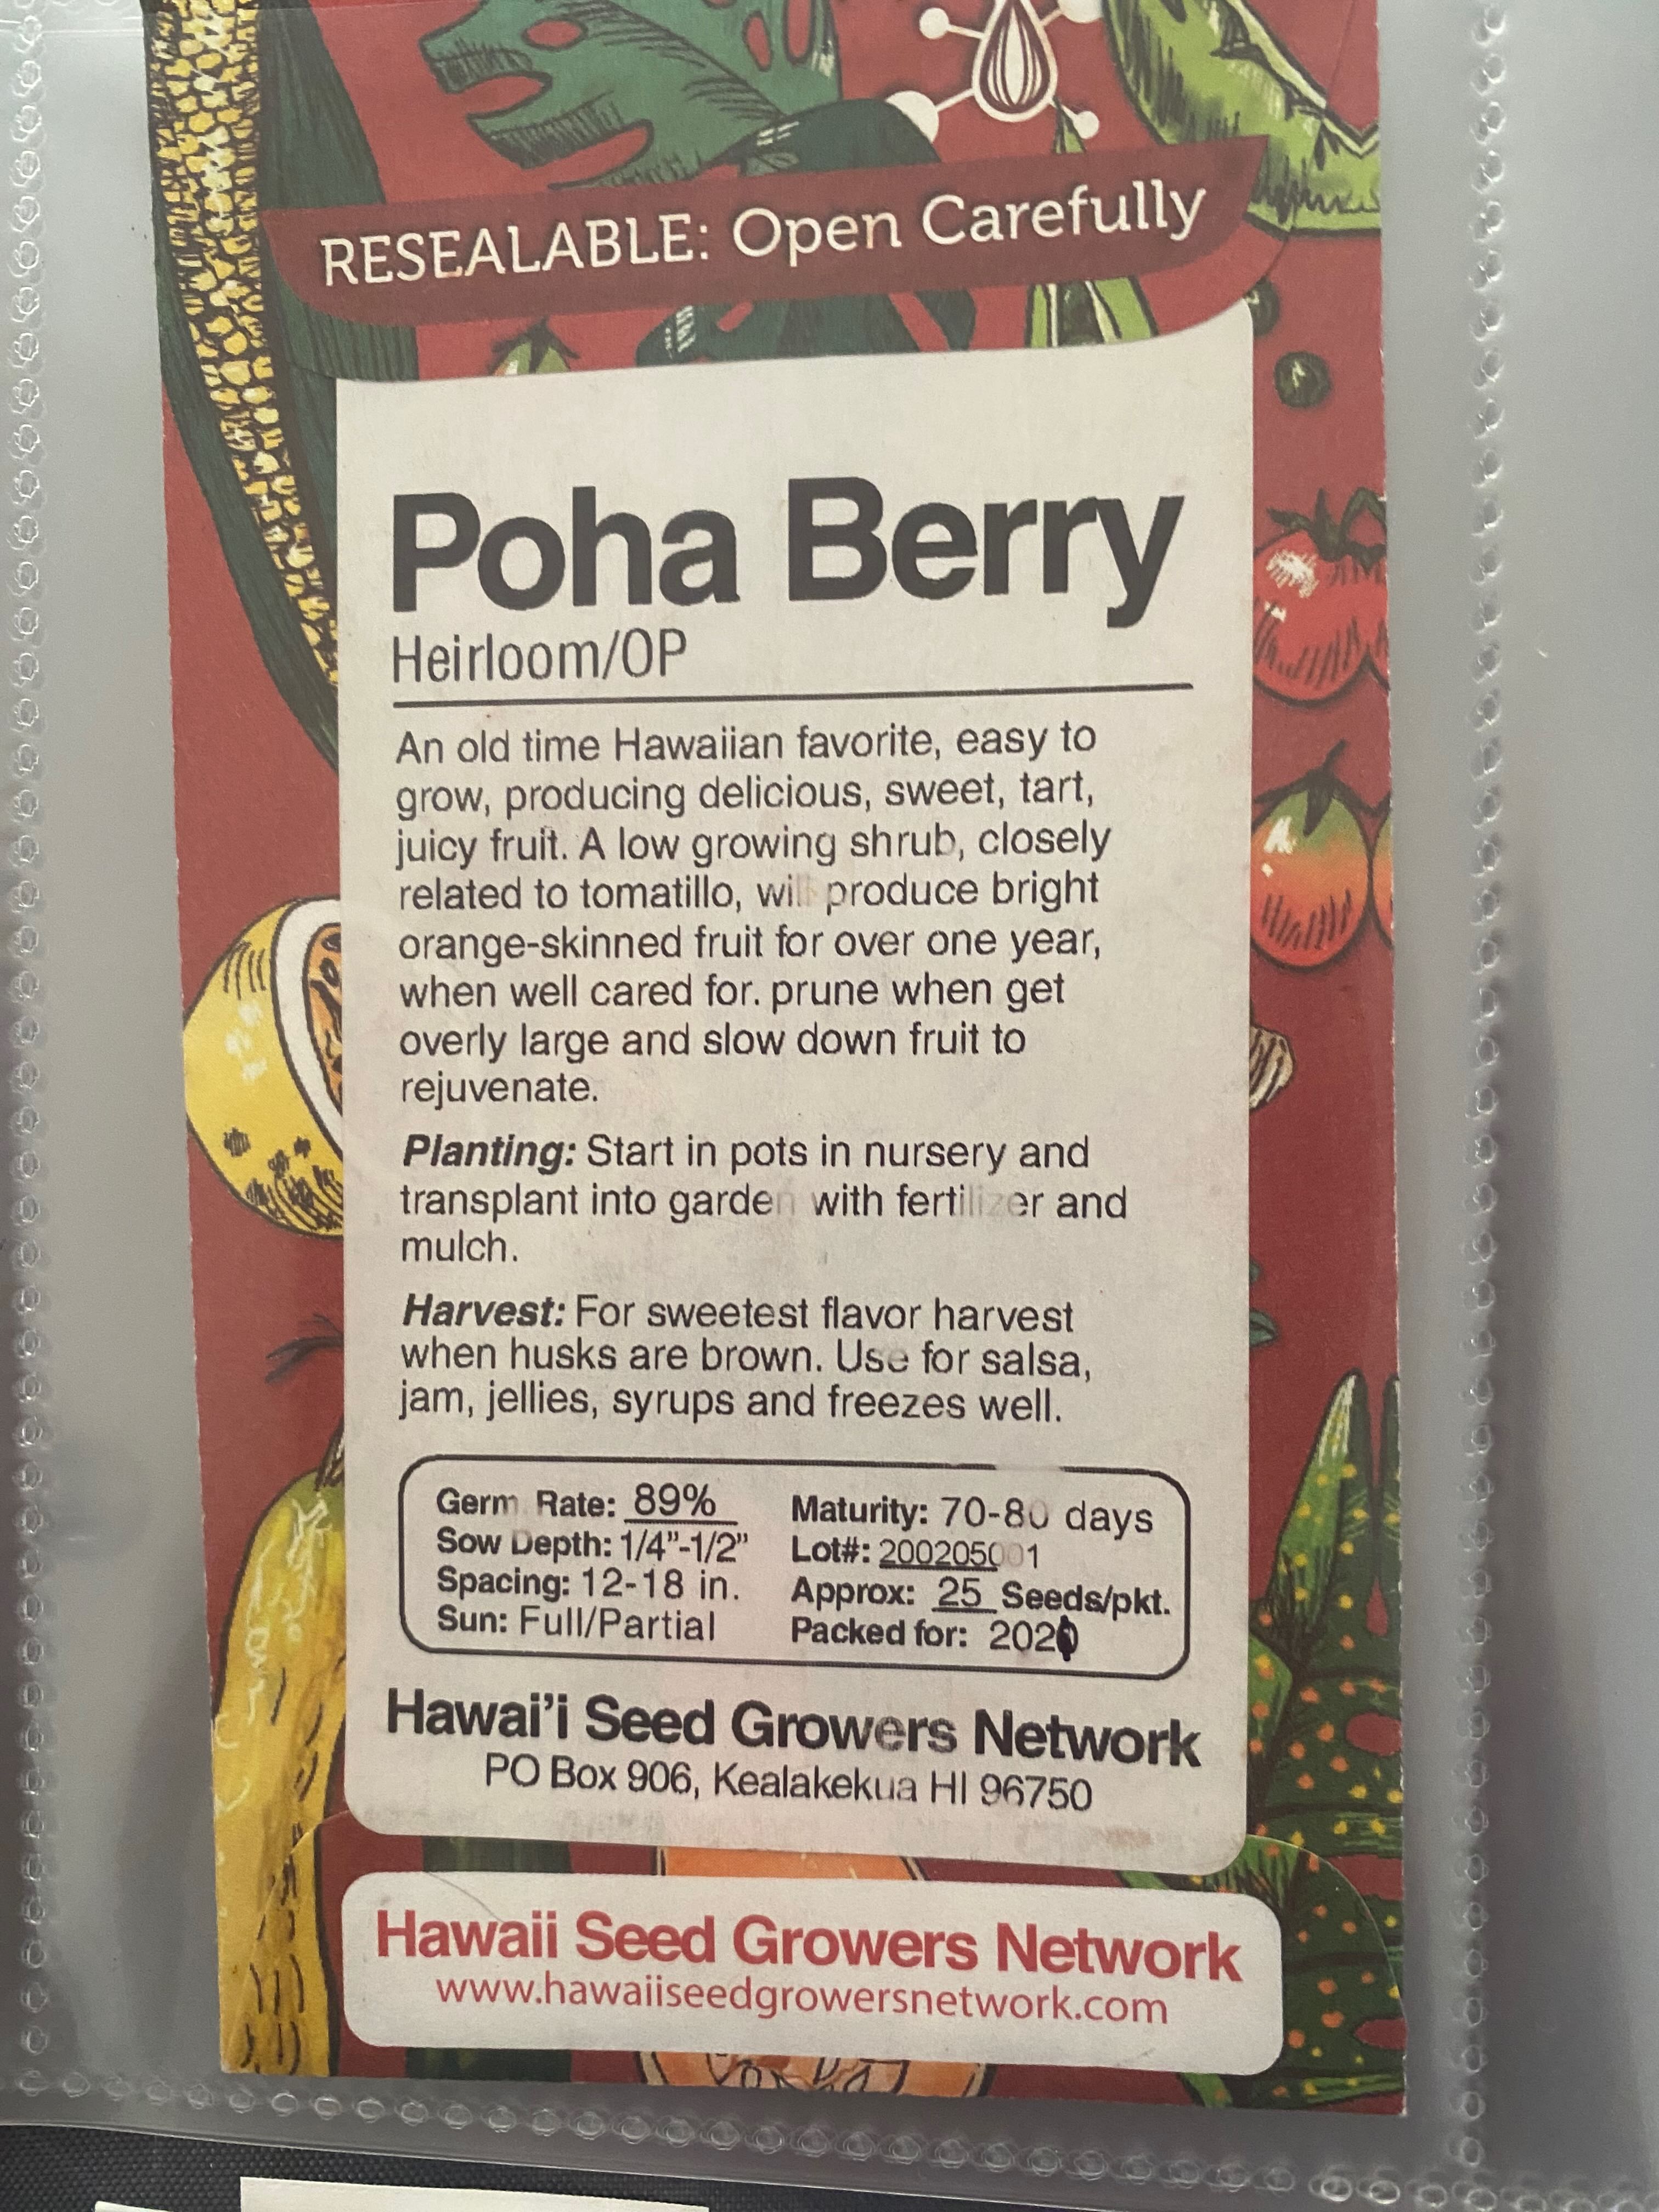 RESEALABLE: Open Carefully
Poha Berry
Heirloom/OP
An old time Hawaiian favorite, easy to
grow, producing delicious, sweet, tart,
juicy fruit. A low growing shrub, closely
related to tomatillo, will produce bright
orange-skinned fruit for over one year,
when well cared for. prune when get
overly large and slow down fruit to
rejuvenate.
Planting: Start in pots in nursery and
transplant into garden with fertilizer and
mulch.
Harvest: For sweetest flavor harvest
when husks are brown. Use for salsa,
jam, jellies, syrups and freezes well.
Germ Rate: 89%
Sow Depth: 1/4"-1/2"
Spacing: 12-18 in.
Sun: Full/Partial
Maturity: 70-80 days
Lot#: 200205001
Approx: 25 Seeds/pkt.
Packed for:
Hawai'i Seed Growers Network
PO Box 906, Kealakekua HI 96750
Hawaii Seed Growers Network
www.hawaiiseedgrowersnetwork.com